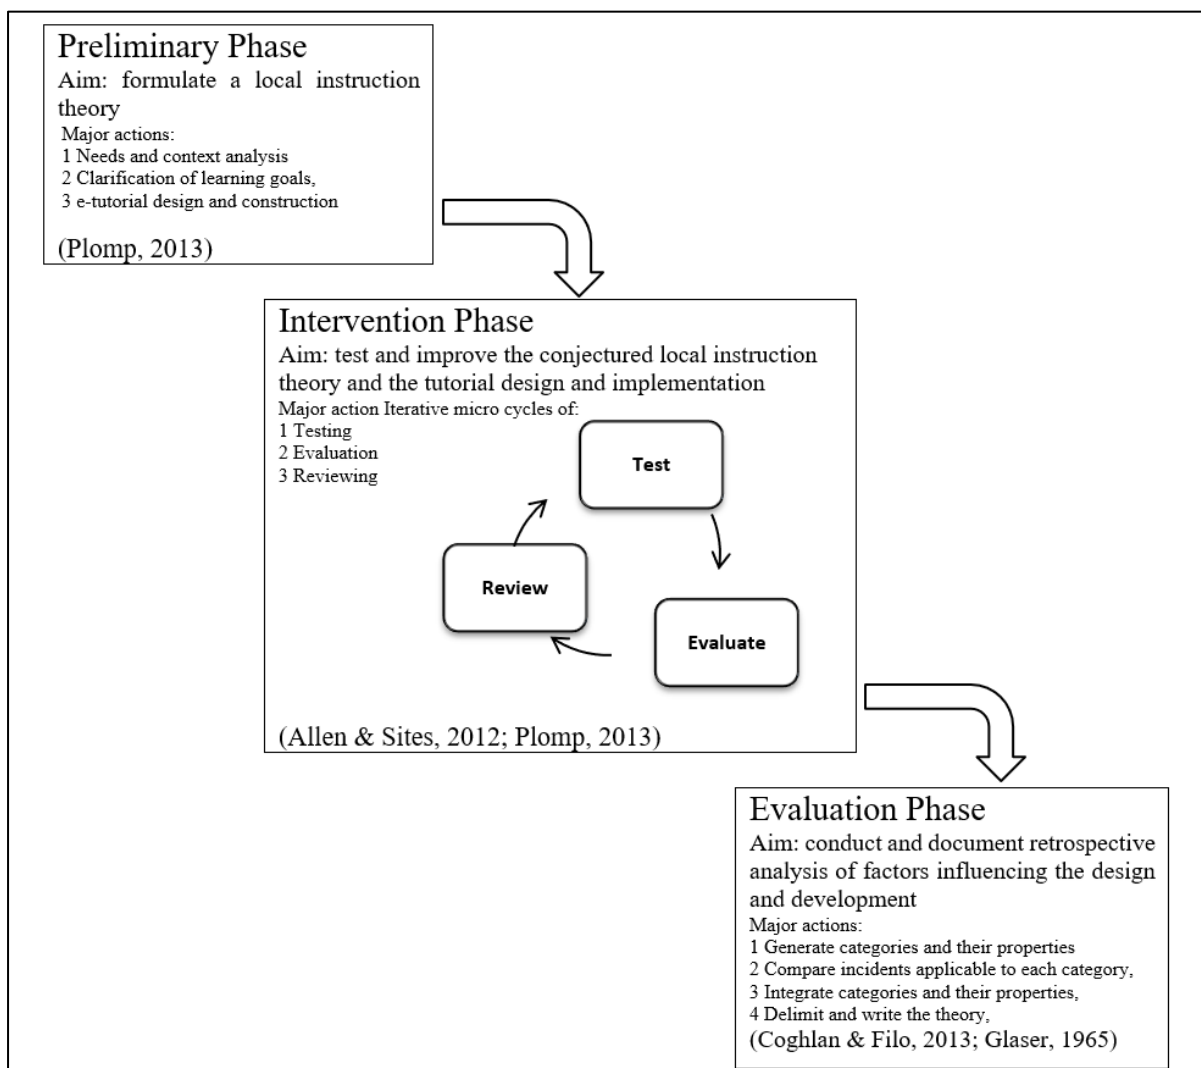 Preliminary Phase
Aim: formulate a local instruction
theory
Major actions:
1 Needs and context analysis
2 Clarification of learning goals,
3 e-tutorial design and construction
(Plomp, 2013)
Intervention Phase
Aim: test and improve the conjectured local instruction
theory and the tutorial design and implementation
Major action Iterative micro cycles of:
1 Testing
2 Evaluation
3 Reviewing
Test
Review
Evaluate
(Allen & Sites, 2012; Plomp, 2013)
Evaluation Phase
Aim: conduct and document retrospective
analysis of factors influencing the design
and development
Major actions:
1 Generate categories and their properties
2 Compare incidents applicable to each category,
3 Integrate categories and their properties,
4 Delimit and write the theory,
(Coghlan & Filo, 2013; Glaser, 1965)